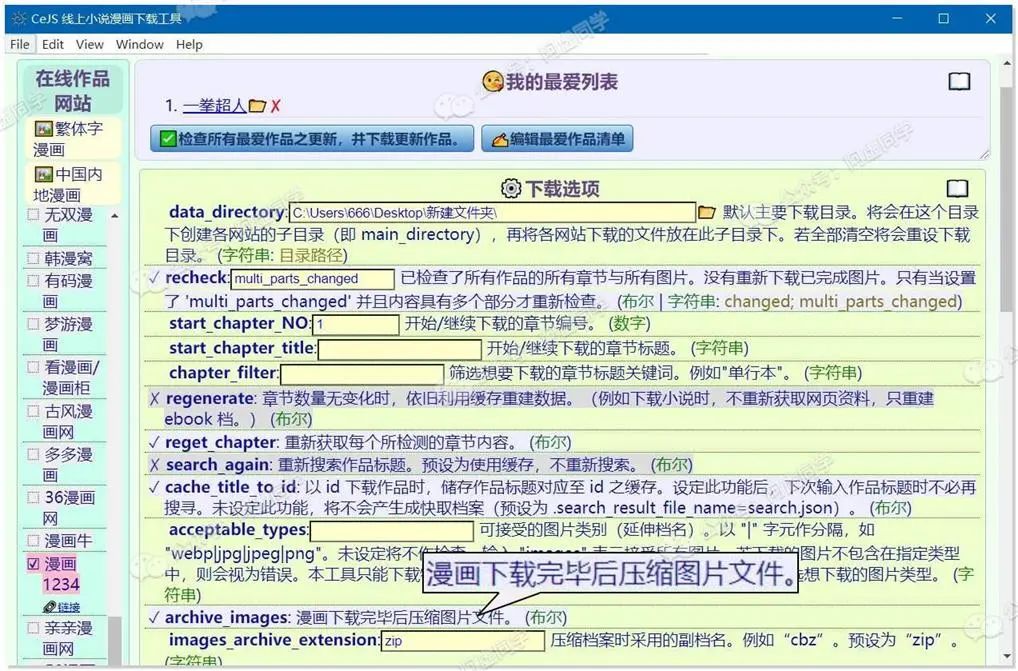 CeJS 线上小说漫画下载工具
File Edit View Window Help
在线作品
网站
繁体字
漫画
中国内
地漫画
无双漫
画
韩漫窝
有码漫
画
梦游漫
画
看漫画/
漫画柜
古风漫
画网
多多漫
画
36漫画
网
漫画牛
漫画
1234
链接
亲亲漫
画网
我的最爱列表
1. 一拳超人 X
检查所有最爱作品之更新，并下载更新作品。 编辑最爱作品清单
下载选项
data_directory: C:\Users\666\Desktop\新建文件夹\ 默认主要下载目录。将会在这个目录
下创建各网站的子目录（即 main_directory），再将各网站下载的文件放在此子目录下。若全部清空将会重设下载
目录。 (字符串: 目录路径)
√ recheck: multi_parts_changed 已检查了所有作品的所有章节与所有图片。没有重新下载已完成图片。只有当设置
了 'multi_parts_changed' 并且内容具有多个部分才重新检查。 (布尔 | 字符串: changed; multi_parts_changed)
start_chapter_NO: 1 开始/继续下载的章节编号。 (数字)
start_chapter_title: 开始/继续下载的章节标题。 (字符串)
chapter_filter: 筛选想要下载的章节标题关键词。例如"单行本"。 (字符串)
X regenerate: 章节数量无变化时，依旧利用缓存重建数据。 （例如下载小说时，不重新获取网页资料，只重建
ebook 档。） (布尔)
√ reget_chapter: 重新获取每个所检测的章节内容。 (布尔)
X search_again: 重新搜索作品标题。预设为使用缓存，不重新搜索。 (布尔)
√ cache_title_to_id: 以 id 下载作品时，储存作品标题对应至 id 之缓存。设定此功能后，下次输入作品标题时不必再
搜寻。未设定此功能，将不会产生成快取档案（预设为 .search_result_file_name=search.json）。 (布尔)
acceptable_types: 可接受的图片类别（延伸档名）。以 "|" 字元作分隔，如
"webp|jpg|jpeg|png"。未设定将不作检查。输入 "images" 表示接受所有图片。若下载的图片不包含在指定类型
中，则会视为错误。本工具只能下载 想下载的图片类型。 (字
符串)
漫画下载完毕后压缩图片文件。
√ archive_images: 漫画下载完毕后压缩图片文件。 (布尔)
images_archive_extension: zip 压缩档案时采用的副档名。例如 “cbz” 。预设为 “zip” 。
(字符串)